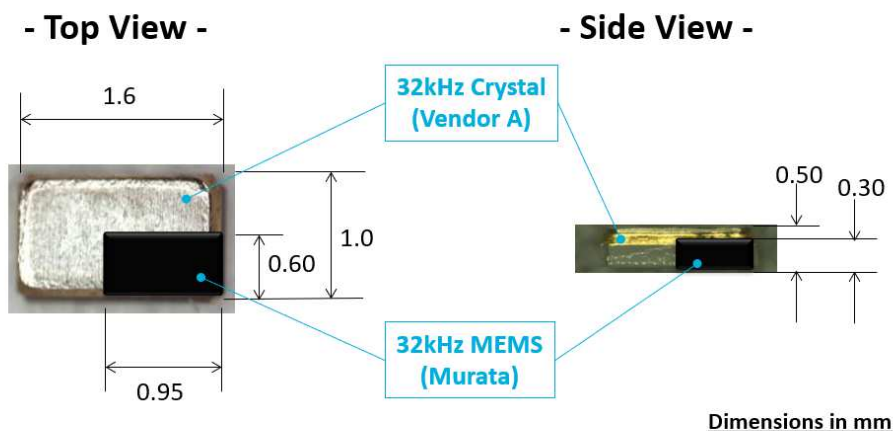 - Top View -
- Side View -
1.6
32kHz Crystal
(Vendor A)
0.50
0.30
1.0
0.60
32kHz MEMS
(Murata)
0.95
Dimensions in mm